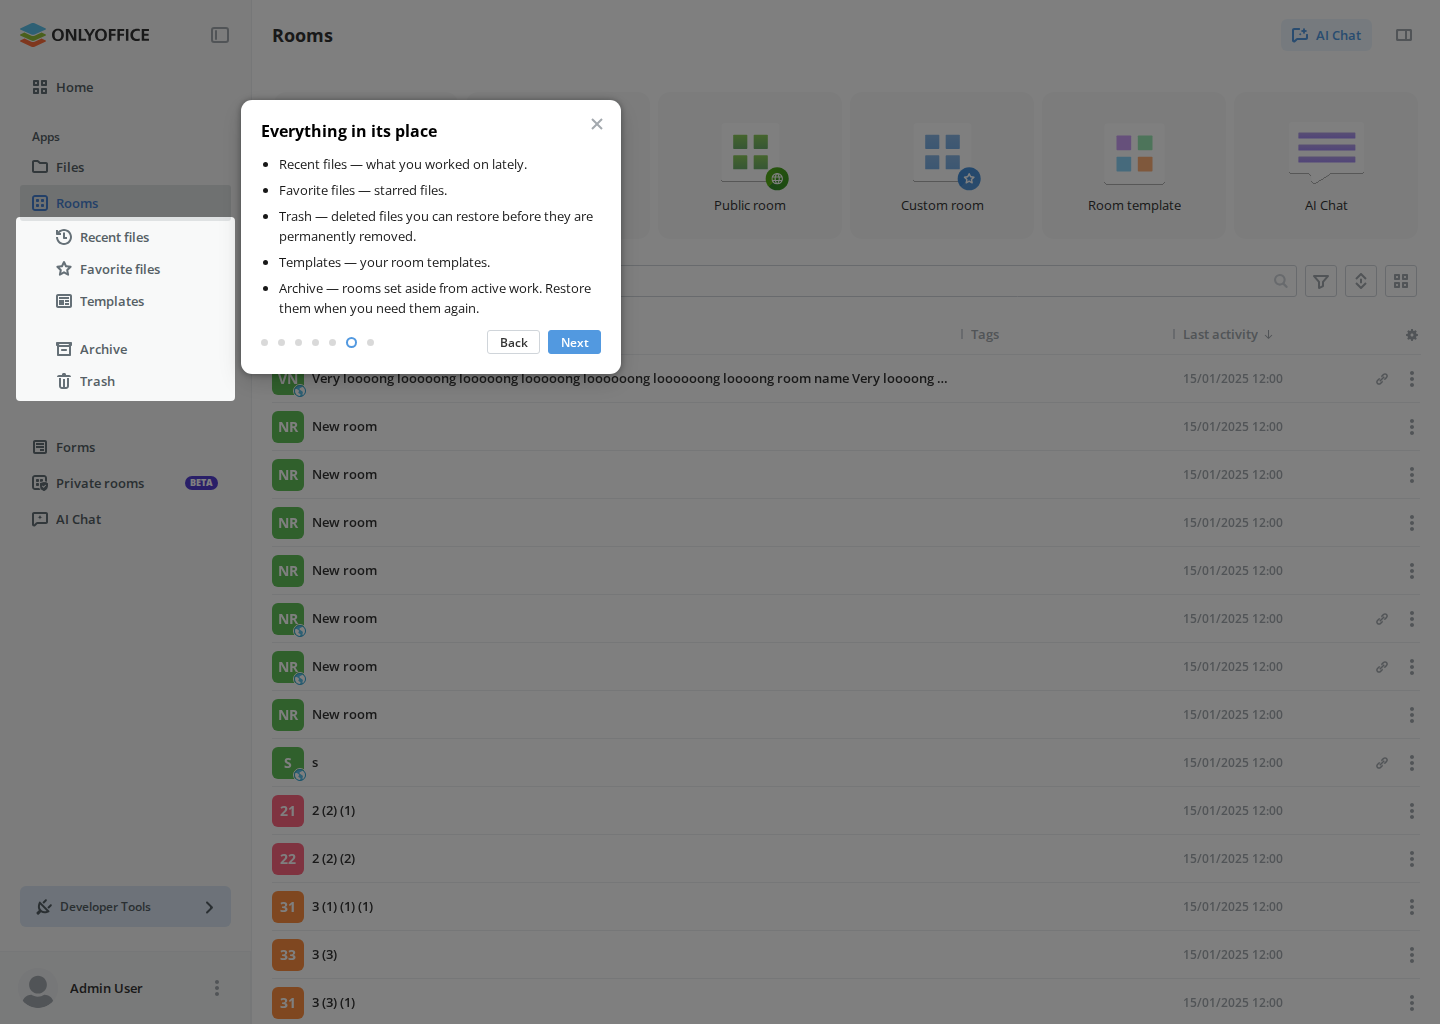 ONLYOFFICE
Home
Apps
Files
Rooms
Recent files
Favorite files
Templates
Archive
Trash
Forms
Private rooms BETA
AI Chat
Developer Tools
Admin User
Rooms
AI Chat
Everything in its place
Recent files — what you worked on lately.
Favorite files — starred files.
Trash — deleted files you can restore before they are
permanently removed.
Templates — your room templates.
Archive — rooms set aside from active work. Restore
them when you need them again.
Back Next
Public room
Custom room
Room template
AI Chat
Tags Last activity
VN Very loooong looooong looooong looooong looooooong looooooong loooong room name Very loooong ... 15/01/2025 12:00
NR New room 15/01/2025 12:00
NR New room 15/01/2025 12:00
NR New room 15/01/2025 12:00
NR New room 15/01/2025 12:00
NR New room 15/01/2025 12:00
NR New room 15/01/2025 12:00
NR New room 15/01/2025 12:00
S s 15/01/2025 12:00
21 2 (2) (1) 15/01/2025 12:00
22 2 (2) (2) 15/01/2025 12:00
31 3 (1) (1) (1) 15/01/2025 12:00
33 3 (3) 15/01/2025 12:00
31 3 (3) (1) 15/01/2025 12:00